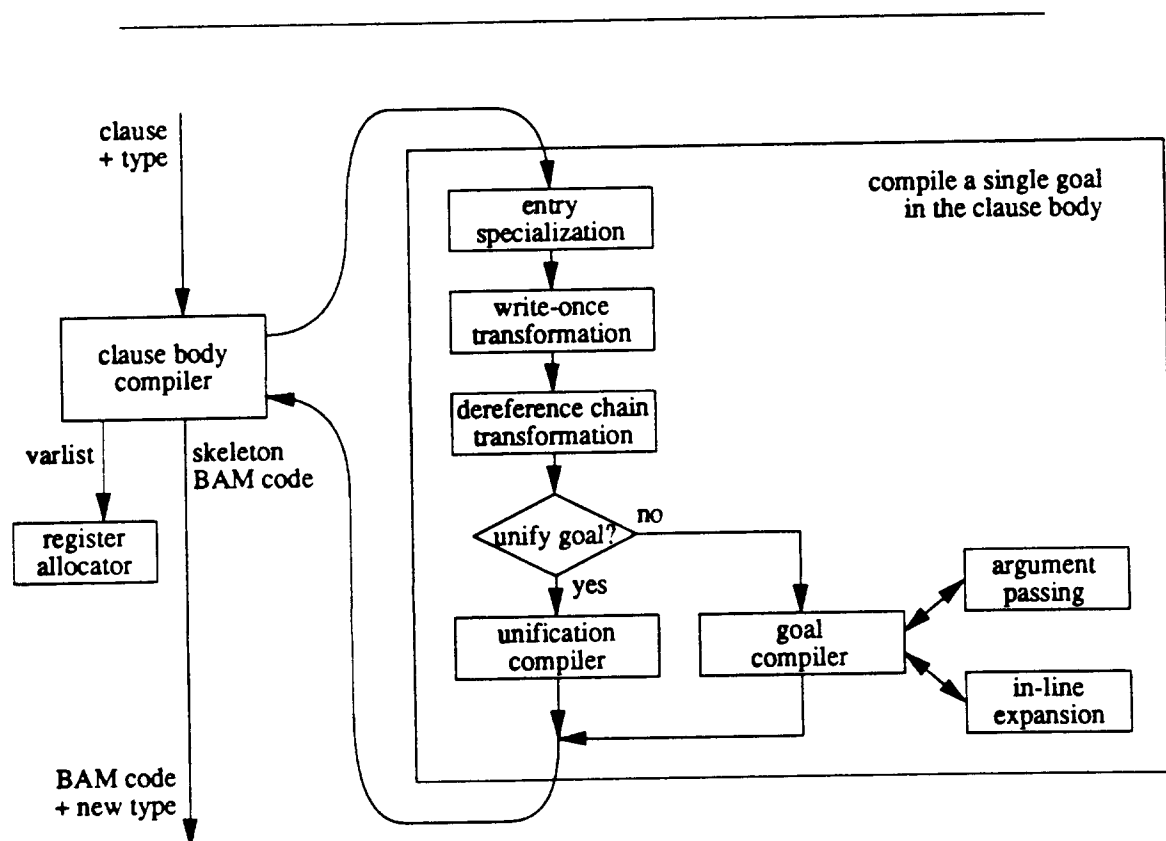 clause
+ type
clause body
compiler
varlist
skeleton
BAM code
register
allocator
BAM code
+ new type
compile a single goal
in the clause body
entry
specialization
write-once
transformation
dereference chain
transformation
unify goal?
no
yes
unification
compiler
goal
compiler
argument
passing
in-line
expansion